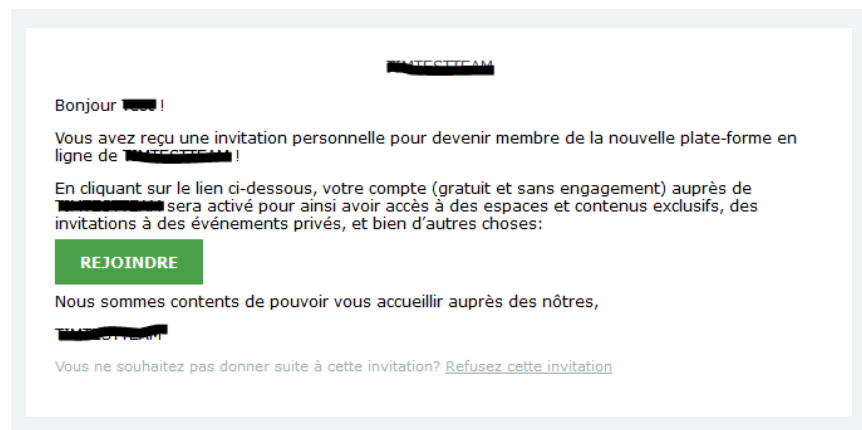 Bonjour !
Vous avez reçu une invitation personnelle pour devenir membre de la nouvelle plate-forme en
ligne de !
En cliquant sur le lien ci-dessous, votre compte (gratuit et sans engagement) auprès de
sera activé pour ainsi avoir accès à des espaces et contenus exclusifs, des
invitations à des événements privés, et bien d’autres choses:
REJOINDRE
Nous sommes contents de pouvoir vous accueillir auprès des nôtres,
Vous ne souhaitez pas donner suite à cette invitation? Refusez cette invitation